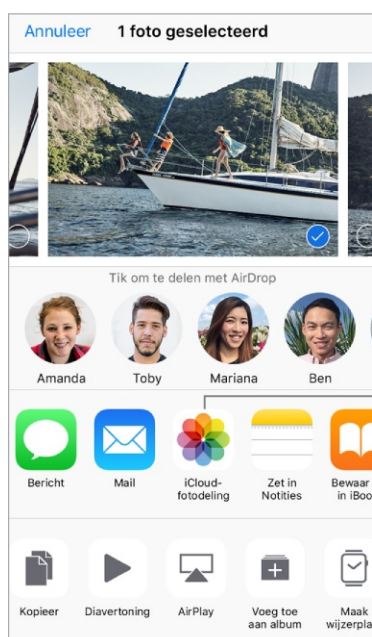 Annuleer 1 foto geselecteerd
Tik om te delen met AirDrop
Amanda Toby Mariana Ben
Bericht Mail iCloud- Zet in Bewaar
fotodeling Notities in iBoo
Kopieer Diavertoning AirPlay Voeg toe Maak
aan album wijzerpla